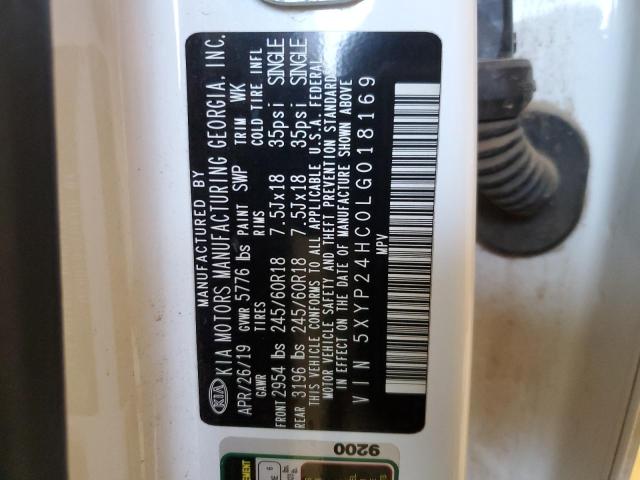 MANUFACTURED BY
KIA KIA MOTORS MANUFACTURING GEORGIA, INC.
APR/26/19 GVWR 5776 lbs PAINT SWP TRIM WK
GAWR TIRES RIMS COLD TIRE INFL
FRONT 2954 lbs 245/60R18 7.5Jx18 35psi SINGLE
REAR 3196 lbs 245/60R18 7.5Jx18 35psi SINGLE
THIS VEHICLE CONFORMS TO ALL APPLICABLE U.S.A. FEDERAL
MOTOR VEHICLE SAFETY AND THEFT PREVENTION STANDARDS
IN EFFECT ON THE DATE OF MANUFACTURE SHOWN ABOVE
VIN 5XYP24HC0LG018169
MPV
9200